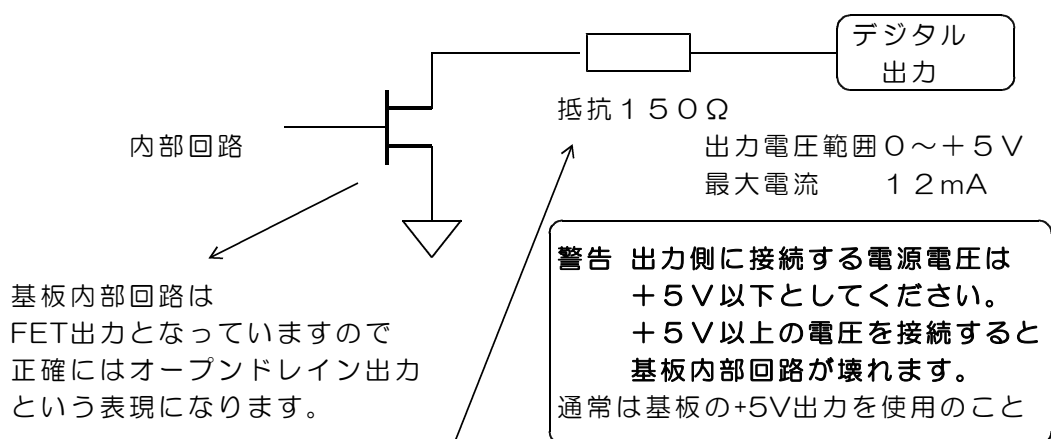 デジタル
出力
抵抗１５０Ω
内部回路
出力電圧範囲０～＋５Ｖ
最大電流　　１２mA
警告 出力側に接続する電源電圧は
＋５Ｖ以下としてください。
＋５Ｖ以上の電圧を接続すると
基板内部回路が壊れます。
通常は基板の+5V出力を使用のこと
基板内部回路は
FET出力となっていますので
正確にはオープンドレイン出力
という表現になります。